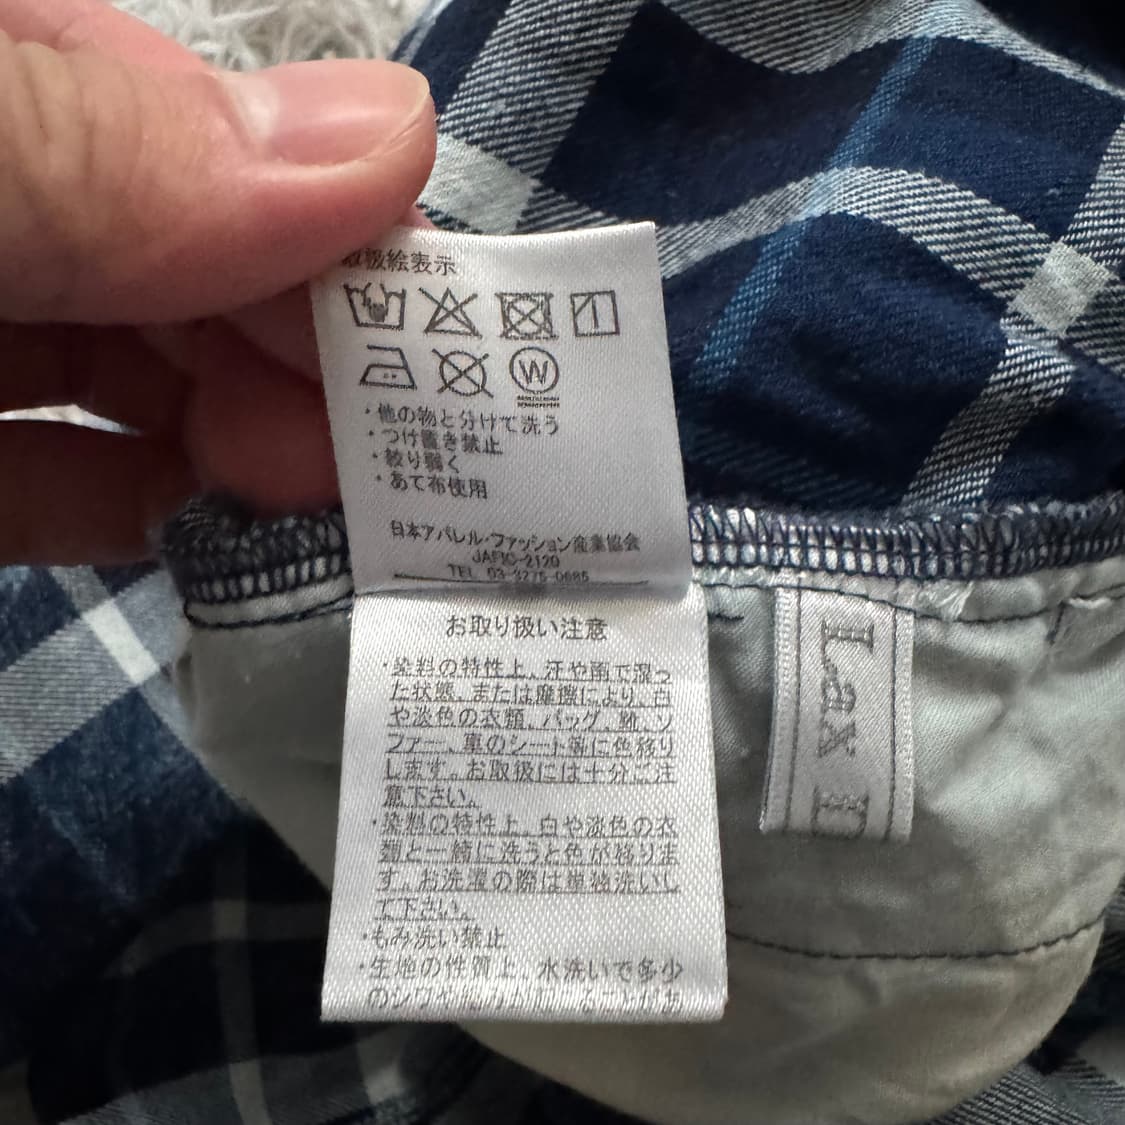 取扱絵表示
W
・他の物と分けて洗う
・つけ置き禁止
・絞り弱く
・あて布使用
日本アパレル・ファッション産業協会
JAFIC-2120
TEL 03-3275-0685
お取り扱い注意
・染料の特性上、汗や雨で湿っ
た状態、または摩擦により、白
や淡色の衣類、バッグ、靴、ソ
ファー、車のシート等に色移り
します。お取扱には十分ご注
意下さい。
・染料の特性上、白や淡色の衣
類と一緒に洗うと色が移りま
す。お洗濯の際は単独洗いし
て下さい。
・もみ洗い禁止
・生地の性質上、水洗いで多少
Lax